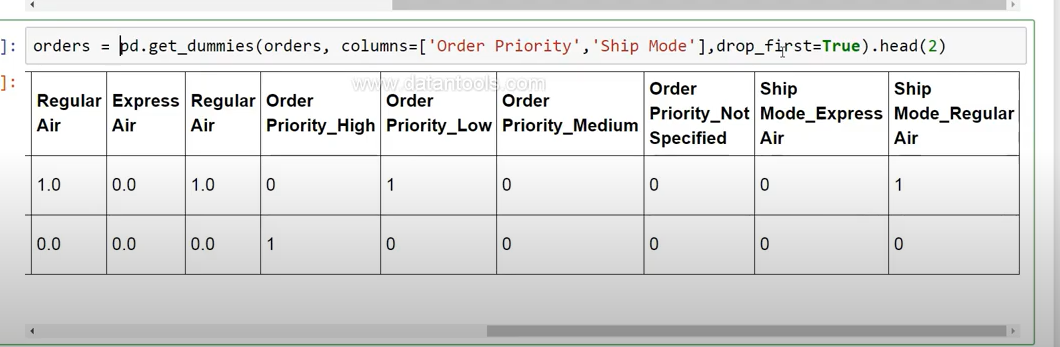 ]: orders = pd.get_dummies(orders, columns=['Order Priority','Ship Mode'],drop_first=True).head(2)
]:
www.datantools.com
Regular Air Express Air Regular Air Order Priority_High Order Priority_Low Order Priority_Medium Order Priority_Not Specified Ship Mode_Express Air Ship Mode_Regular Air
1.0 0.0 1.0 0 1 0 0 0 1
0.0 0.0 0.0 1 0 0 0 0 0